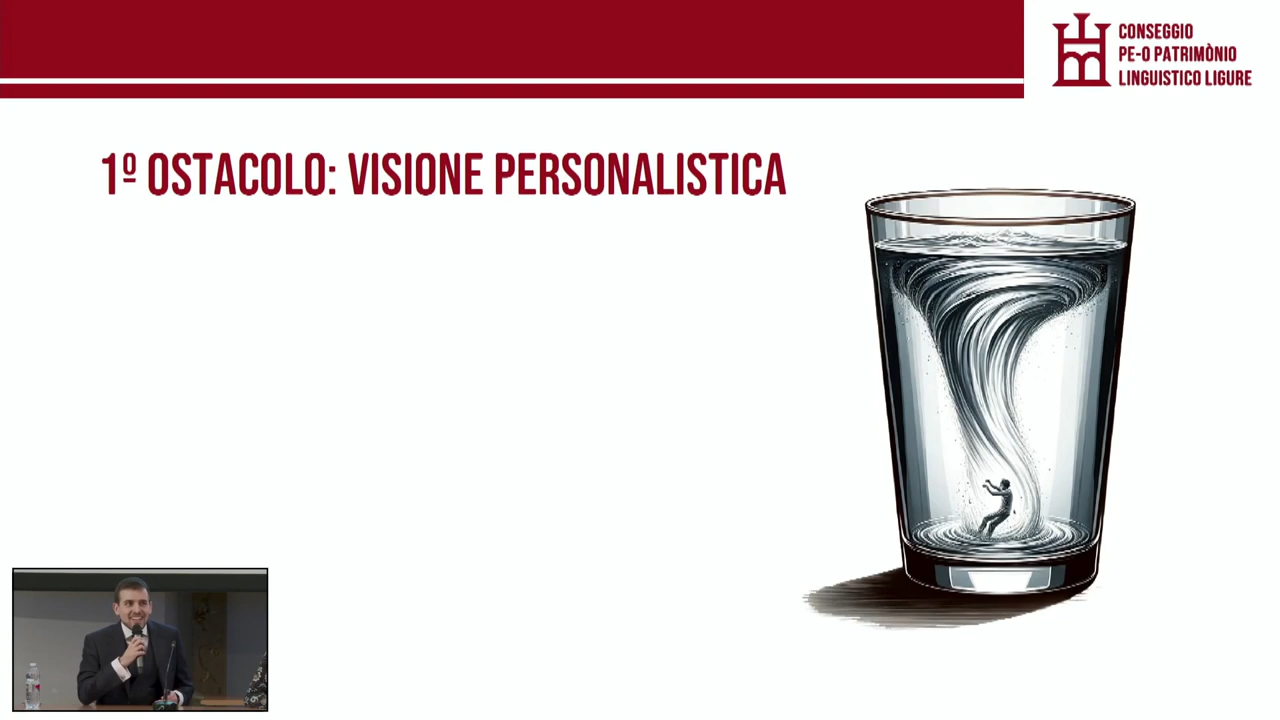 CONSEGGIO
PE-O PATRIMÒNIO
LINGUISTICO LIGURE
1º OSTACOLO: VISIONE PERSONALISTICA